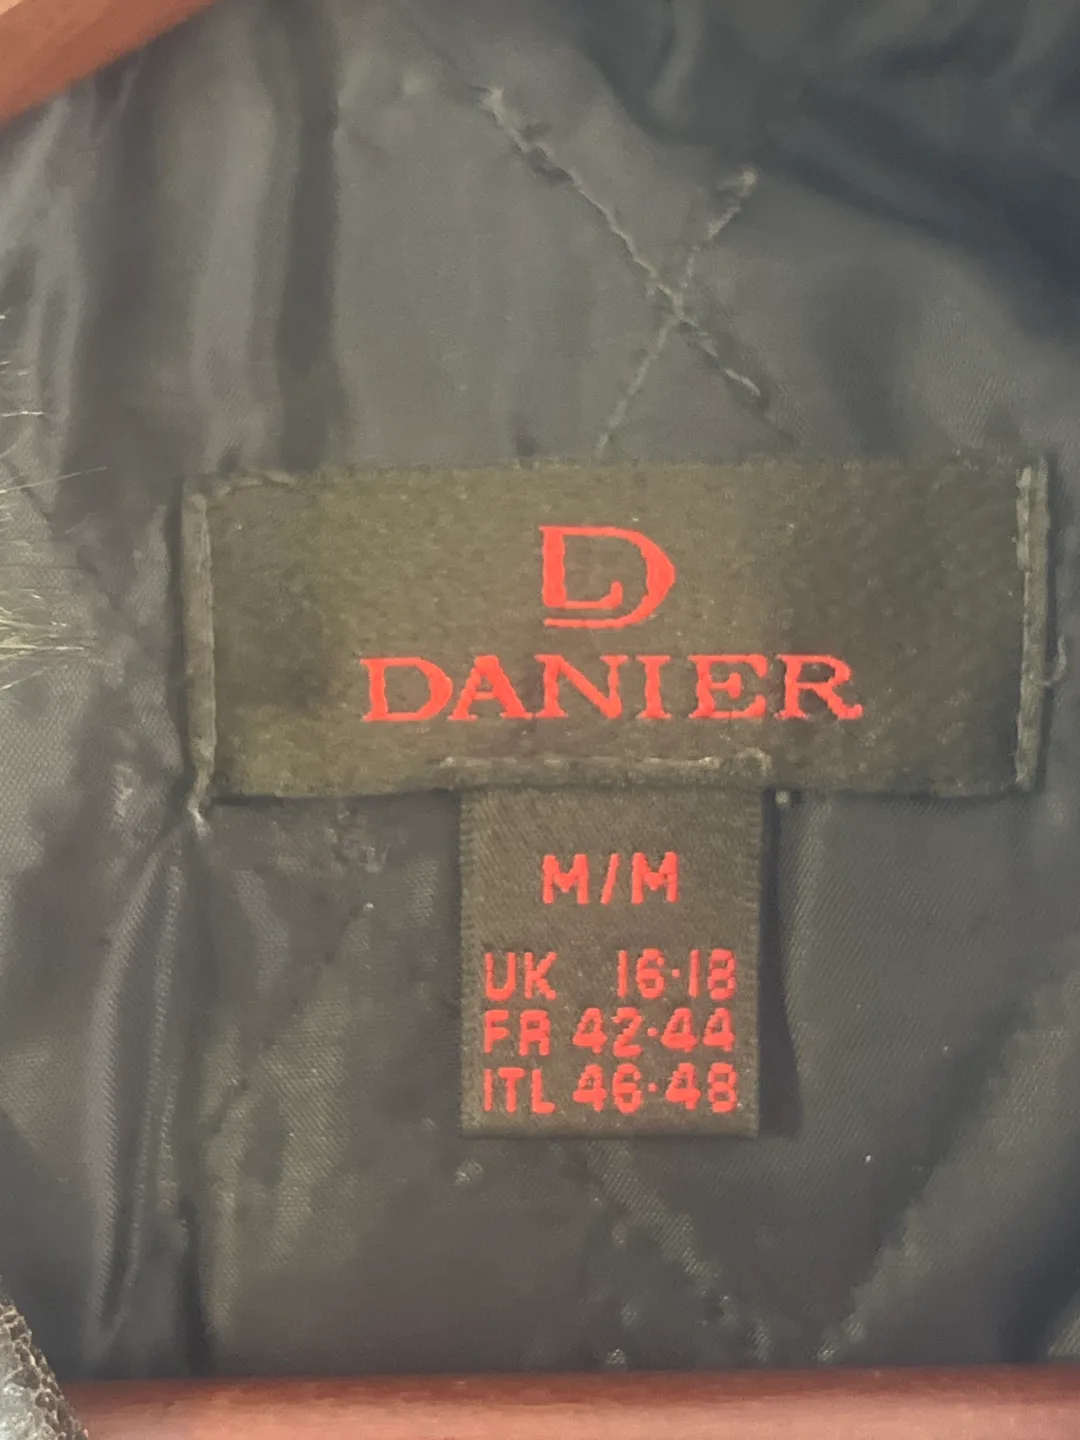 D
DANIER
M/M
UK 16-18
FR 42-44
ITL 46-48